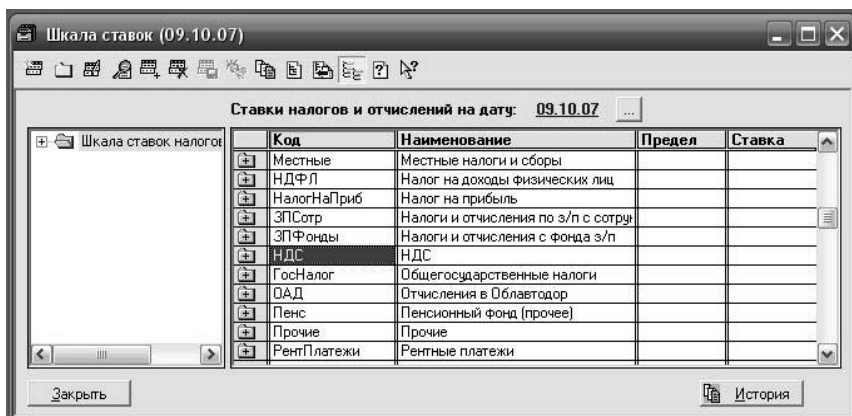 Шкала ставок (09.10.07)
Ставки налогов и отчислений на дату: 09.10.07 ...
Шкала ставок налогов
Код Наименование Предел Ставка
Местные Местные налоги и сборы
НДФЛ Налог на доходы физических лиц
НалогНаПриб Налог на прибыль
ЗПСотр Налоги и отчисления по з/п с сотру
ЗПФонды Налоги и отчисления с фонда з/п
НДС НДС
ГосНалог Общегосударственные налоги
ОАД Отчисления в Облавтодор
Пенс Пенсионный фонд (прочее)
Прочие Прочие
РентПлатежи Рентные платежи
Закрыть История